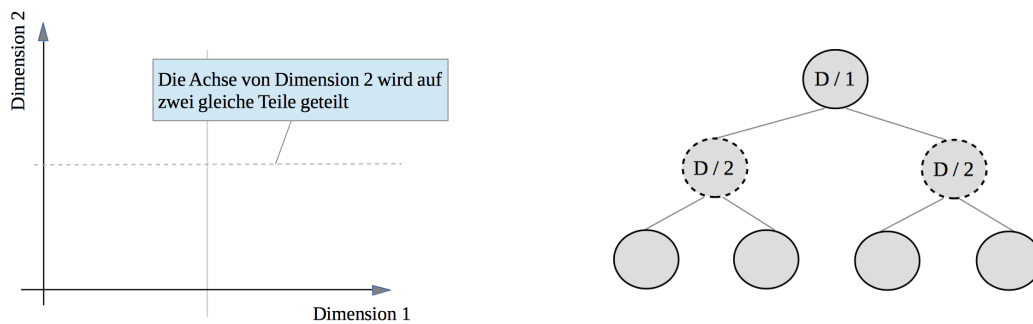 Dimension 2
Die Achse von Dimension 2 wird auf
zwei gleiche Teile geteilt
Dimension 1
D / 1
D / 2
D / 2